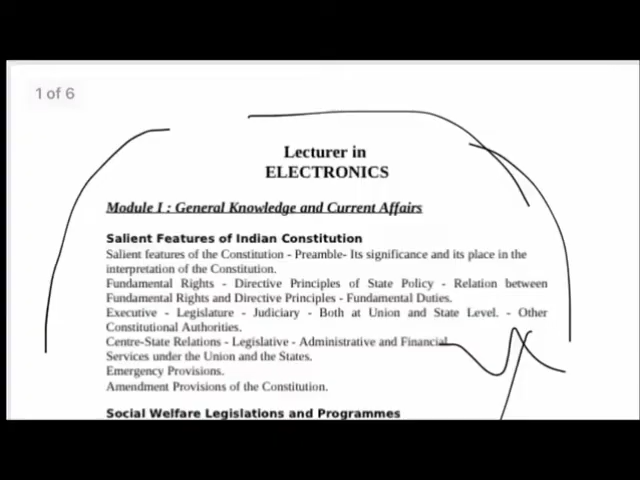 1 of 6
Lecturer in
ELECTRONICS
Module I : General Knowledge and Current Affairs
Salient Features of Indian Constitution
Salient features of the Constitution - Preamble- Its significance and its place in the
interpretation of the Constitution.
Fundamental Rights - Directive Principles of State Policy - Relation between
Fundamental Rights and Directive Principles - Fundamental Duties.
Executive - Legislature - Judiciary - Both at Union and State Level. - Other
Constitutional Authorities.
Centre-State Relations - Legislative - Administrative and Financial.
Services under the Union and the States.
Emergency Provisions.
Amendment Provisions of the Constitution.
Social Welfare Legislations and Programmes